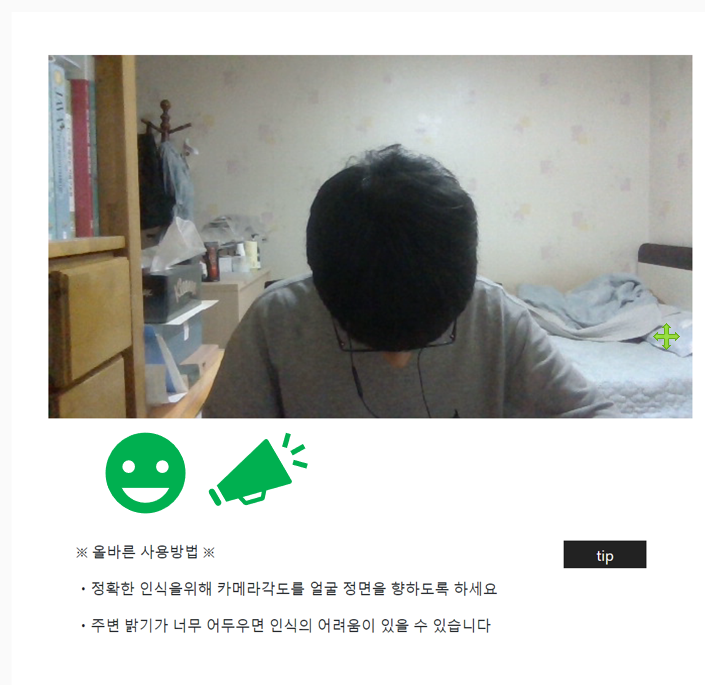 ※ 올바른 사용방법 ※
tip
• 정확한 인식을위해 카메라각도를 얼굴 정면을 향하도록 하세요
• 주변 밝기가 너무 어두우면 인식의 어려움이 있을 수 있습니다